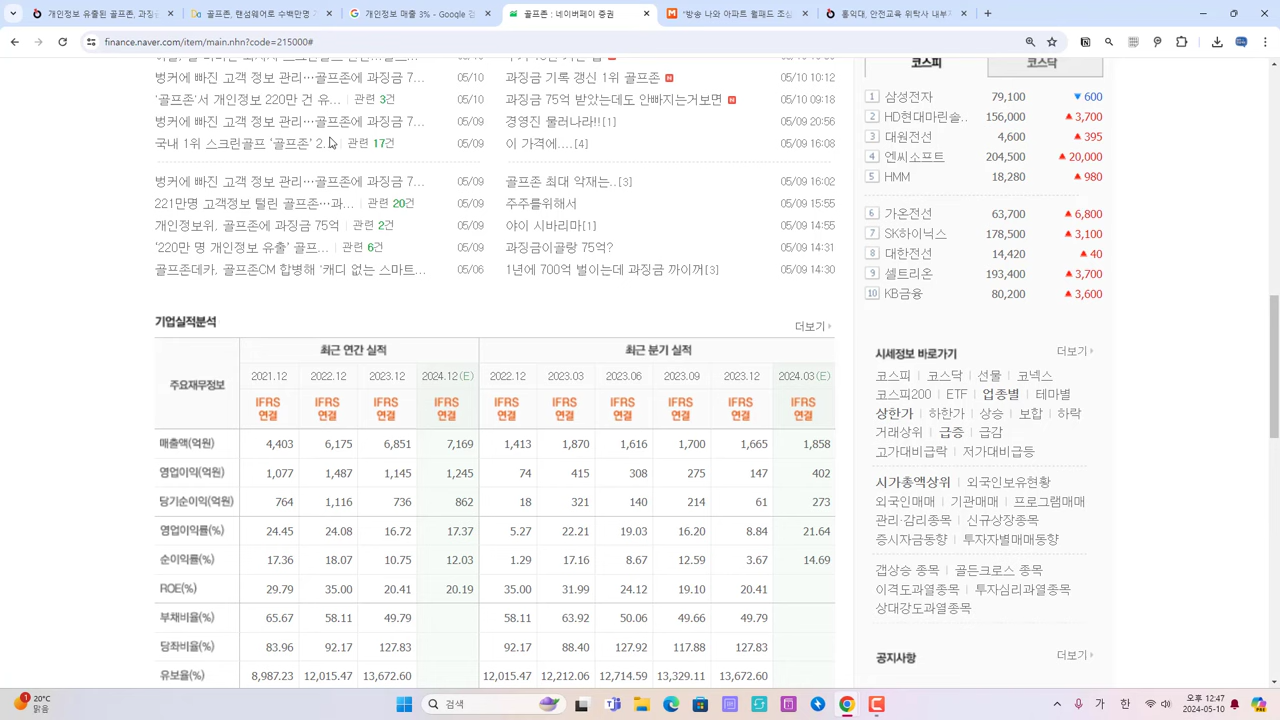 개인정보 유출된 골프존, 과징금
골프존, 랜섬웨어로 수백만명
개인정보 매출 3% - Google 검
골프존 : 네이버페이 증권
"방송 나와 아파트 월패드 조심
홍익대, 안전교육 위탁사 내부
finance.naver.com/item/main.nhn?code=215000#
벙커에 빠진 고객 정보 관리…골프존에 과징금 7... 05/10
'골프존'서 개인정보 220만 건 유... 관련 3건 05/10
벙커에 빠진 고객 정보 관리…골프존에 과징금 7... 05/09
국내 1위 스크린골프 '골프존' 2... 관련 17건 05/09
벙커에 빠진 고객 정보 관리…골프존에 과징금 7... 05/09
221만명 고객정보 털린 골프존…과... 관련 20건 05/09
개인정보위, 골프존에 과징금 75억 관련 2건 05/09
'220만 명 개인정보 유출' 골프... 관련 6건 05/09
골프존데카, 골프존CM 합병해 '캐디 없는 스마트... 05/06
과징금 기록 갱신 1위 골프존 N 05/10 10:12
과징금 75억 받았는데도 안빠지는거보면 N 05/10 09:18
경영진 물러나라!![1] 05/09 20:56
이 가격에....[4] 05/09 16:08
골프존 최대 악재는..[3] 05/09 16:02
주주를위해서 05/09 15:55
야이 시바리마[1] 05/09 14:55
과징금이골랑 75억? 05/09 14:31
1년에 700억 벌이는데 과징금 까이꺼[3] 05/09 14:30
기업실적분석
더보기
주요재무정보 최근 연간 실적 최근 분기 실적
2021.12 2022.12 2023.12 2024.12(E) 2022.12 2023.03 2023.06 2023.09 2023.12 2024.03(E)
IFRS IFRS IFRS IFRS IFRS IFRS IFRS IFRS IFRS IFRS
연결 연결 연결 연결 연결 연결 연결 연결 연결 연결
매출액(억원) 4,403 6,175 6,851 7,169 1,413 1,870 1,616 1,700 1,665 1,858
영업이익(억원) 1,077 1,487 1,145 1,245 74 415 308 275 147 402
당기순이익(억원) 764 1,116 736 862 18 321 140 214 61 273
영업이익률(%) 24.45 24.08 16.72 17.37 5.27 22.21 19.03 16.20 8.84 21.64
순이익률(%) 17.36 18.07 10.75 12.03 1.29 17.16 8.67 12.59 3.67 14.69
ROE(%) 29.79 35.00 20.41 20.19 35.00 31.99 24.12 19.10 20.41
부채비율(%) 65.67 58.11 49.79 58.11 63.92 50.06 49.66 49.79
당좌비율(%) 83.96 92.17 127.83 92.17 88.40 127.92 117.88 127.83
유보율(%) 8,987.23 12,015.47 13,672.60 12,015.47 12,212.06 12,714.59 13,329.11 13,672.60
코스피 코스닥
1 삼성전자 79,100 ▼600
2 HD현대마린솔.. 156,000 ▲3,700
3 대원전선 4,600 ▲395
4 엔씨소프트 204,500 ▲20,000
5 HMM 18,280 ▲980
6 가온전선 63,700 ▲6,800
7 SK하이닉스 178,500 ▲3,100
8 대한전선 14,420 ▲40
9 셀트리온 193,400 ▲3,700
10 KB금융 80,200 ▲3,600
시세정보 바로가기 더보기
코스피 코스닥 선물 코넥스
코스피200 ETF 업종별 테마별
상한가 하한가 상승 보합 하락
거래상위 급증 급감
고가대비급락 저가대비급등
시가총액상위 외국인보유현황
외국인매매 기관매매 프로그램매매
관리·감리종목 신규상장종목
증시자금동향 투자자별매매동향
갭상승 종목 골든크로스 종목
이격도과열종목 투자심리과열종목
상대강도과열종목
공지사항 더보기
20°C
맑음
검색
가
한
오후 12:47
2024-05-10